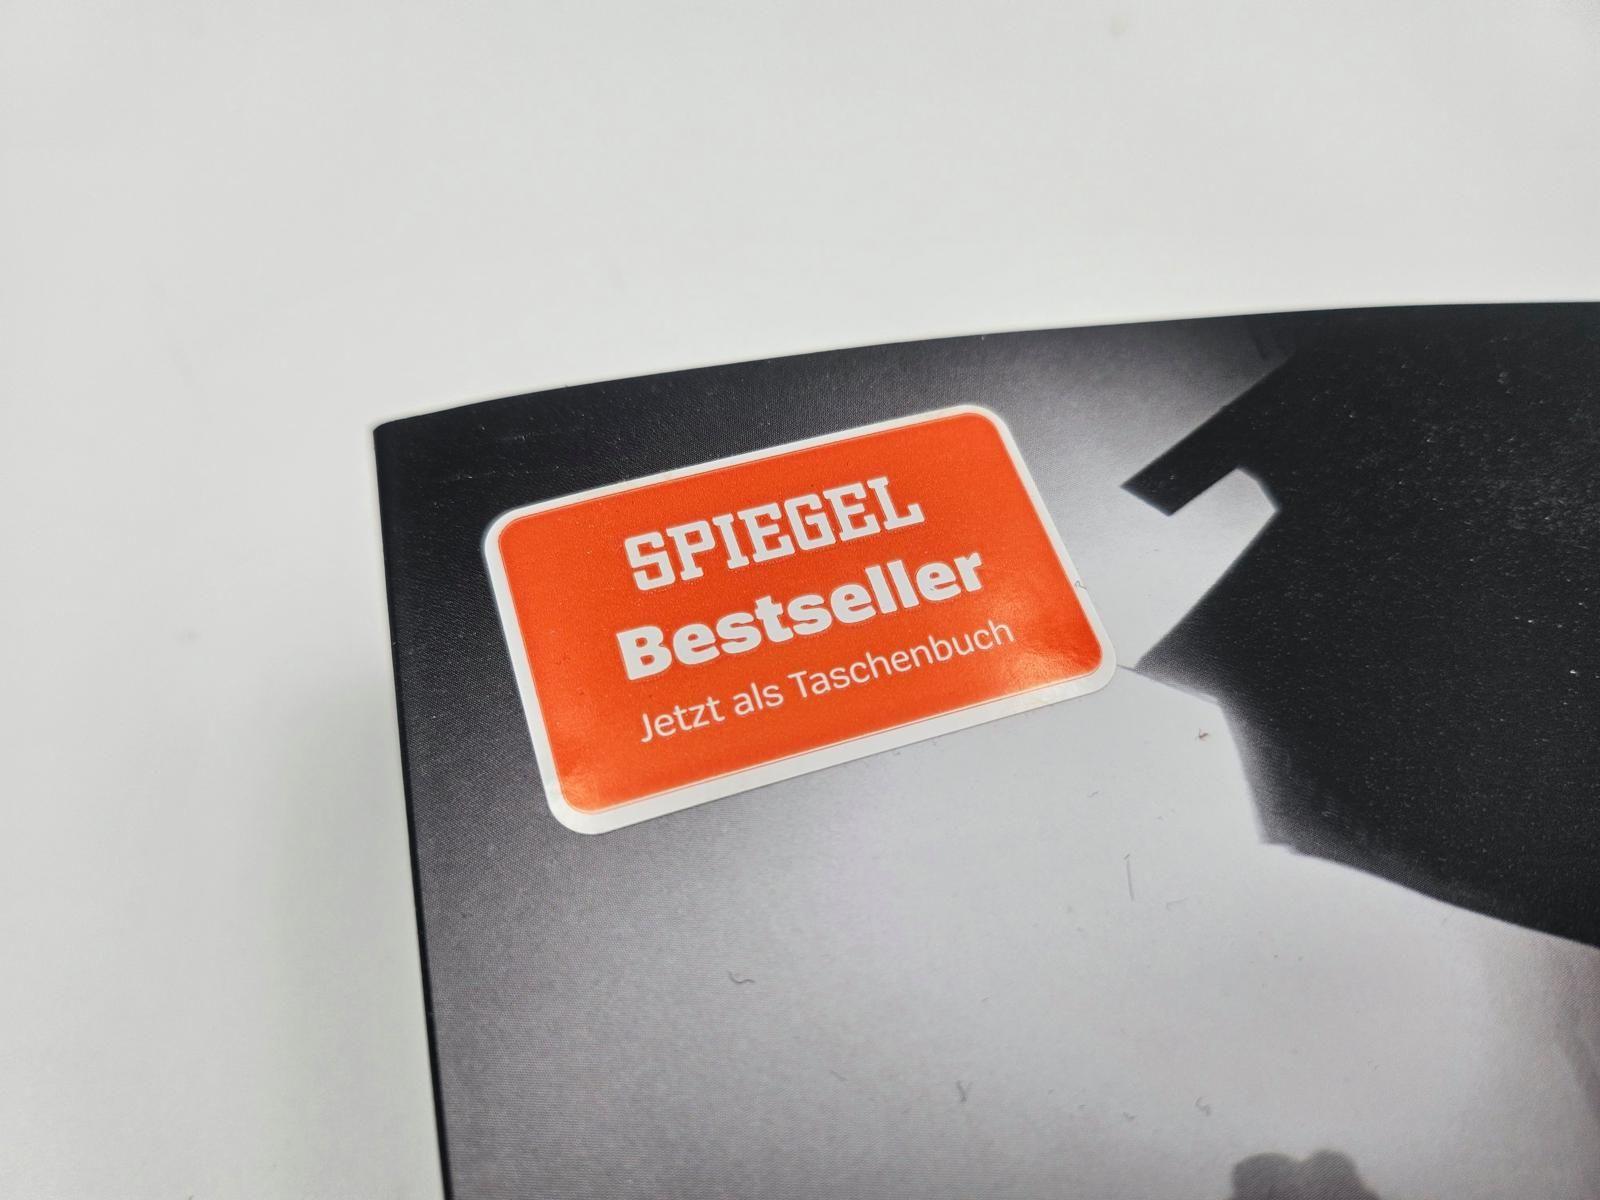 SPIEGEL
Bestseller
Jetzt als Taschenbuch